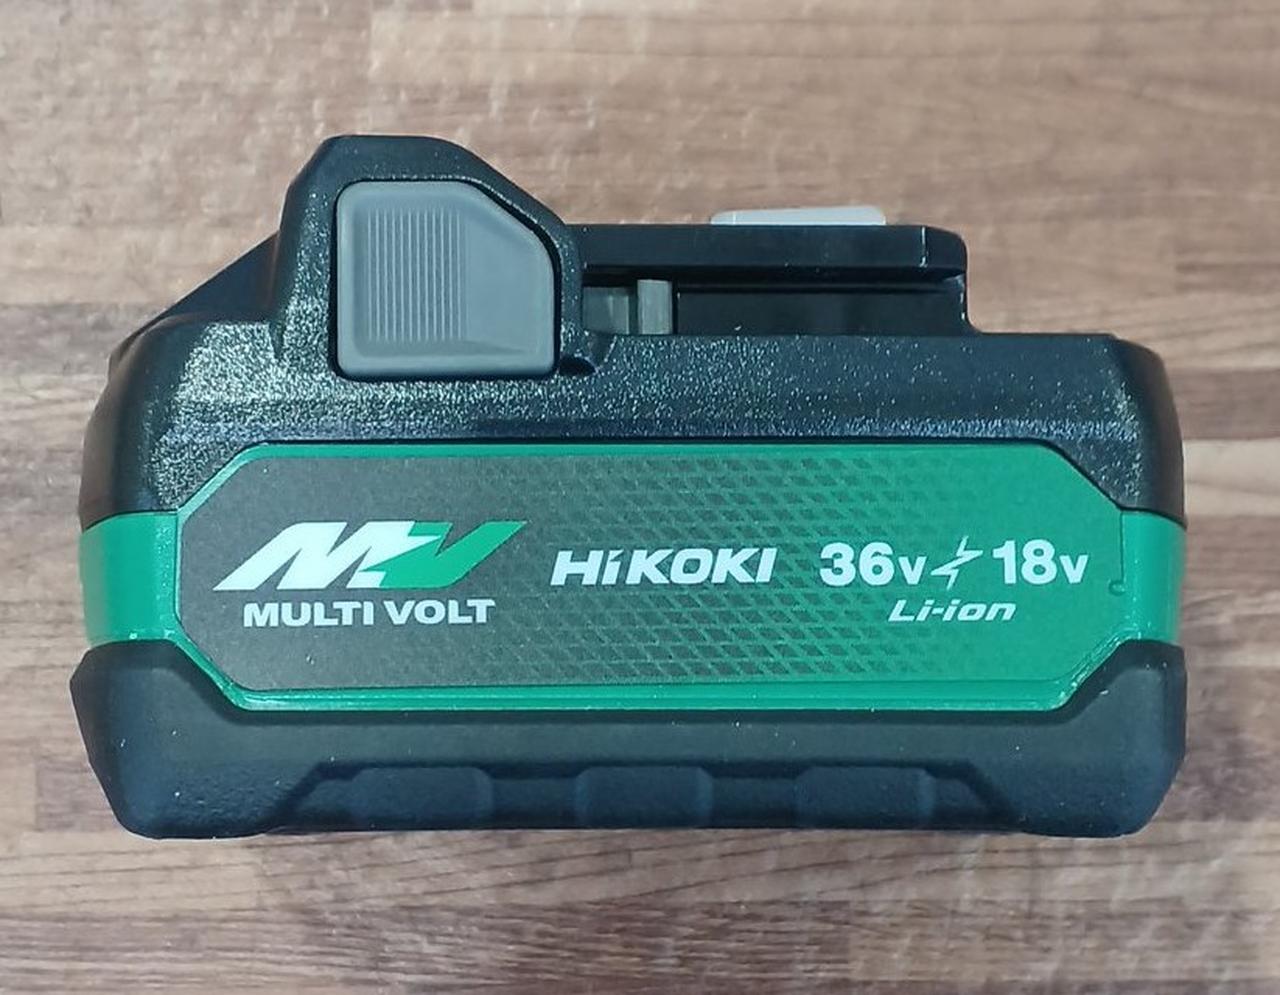 MV
MULTI VOLT
HiKOKI
36v 18v
Li-ion